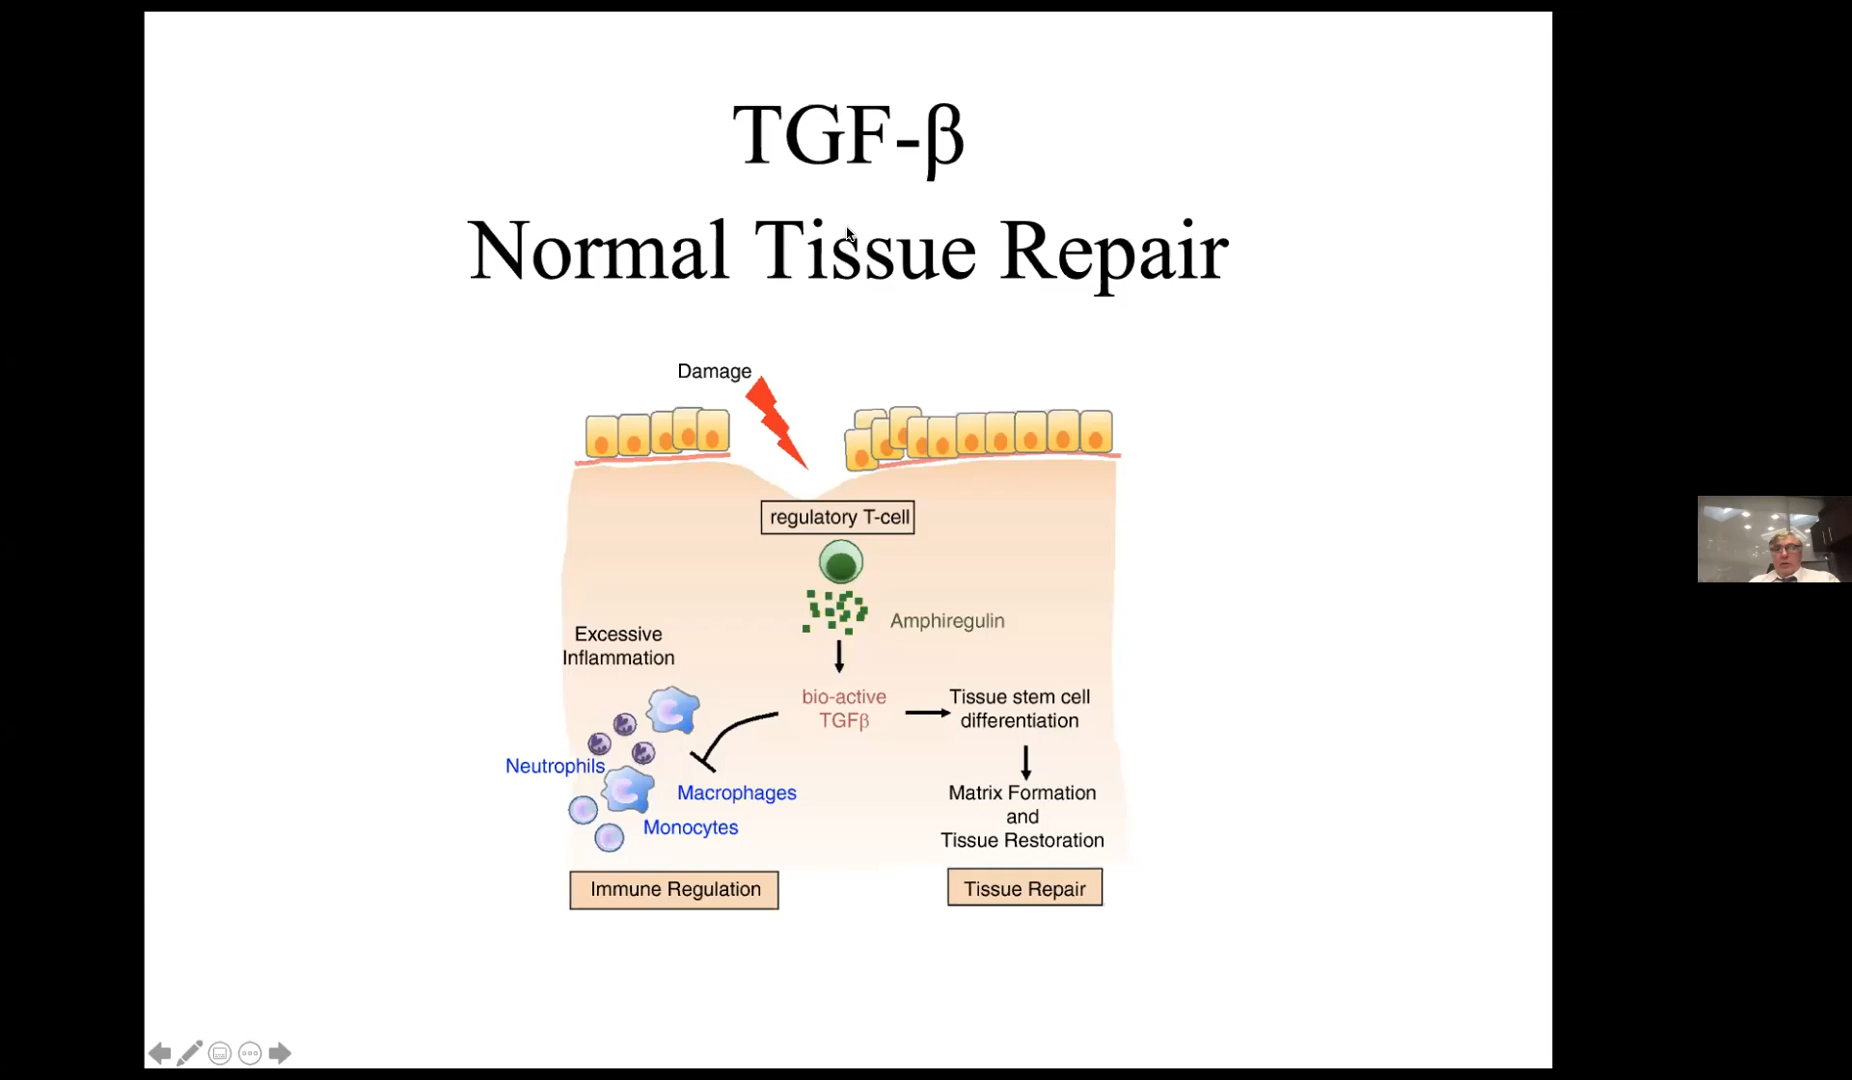 TGF-β
Normal Tissue Repair
Damage
regulatory T-cell
Amphiregulin
Excessive
Inflammation
bio-active
TGFβ
Tissue stem cell
differentiation
Neutrophils
Macrophages
Monocytes
Matrix Formation
and
Tissue Restoration
Immune Regulation
Tissue Repair